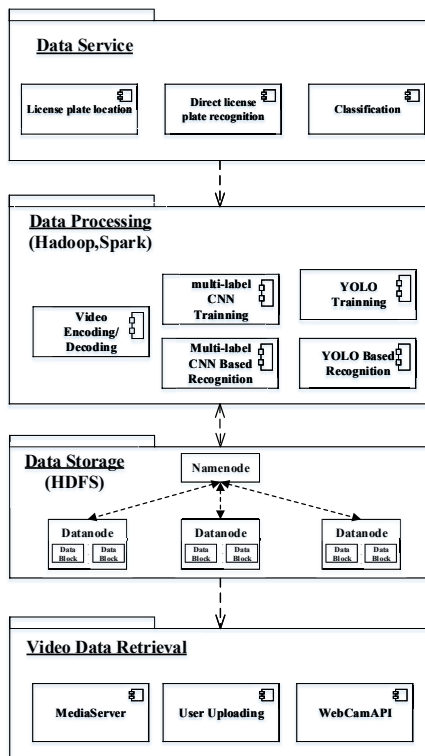 Data Service
License plate location
Direct license
plate recognition
Classification
Data Processing
(Hadoop,Spark)
Video
Encoding/
Decoding
multi-label
CNN
Trainning
YOLO
Trainning
Multi-label
CNN Based
Recognition
YOLO Based
Recognition
Data Storage
(HDFS)
Namenode
Datanode
Data
Block
Data
Block
Datanode
Data
Block
Data
Block
Datanode
Data
Block
Data
Block
Video Data Retrieval
MediaServer
User Uploading
WebCamAPI